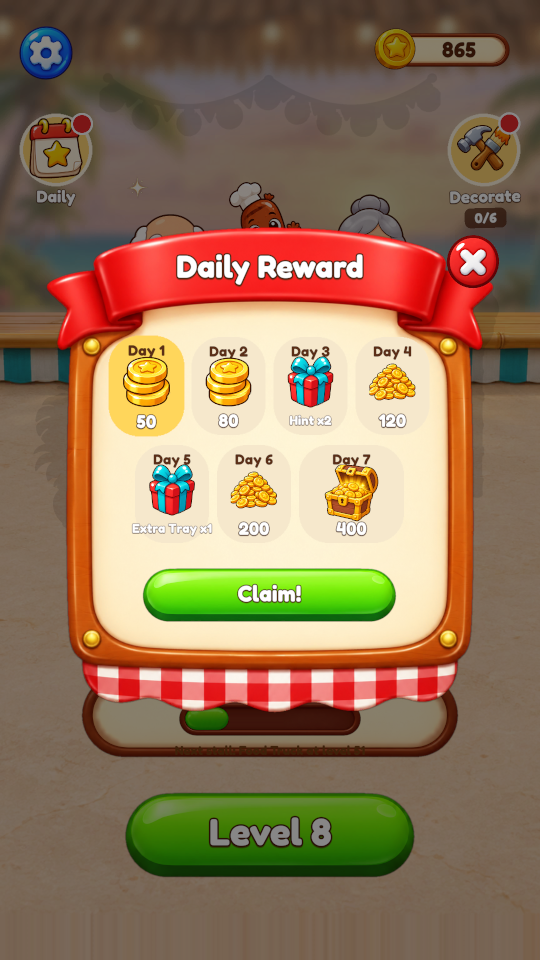 865
Daily
Decorate
0/6
Daily Reward
Day 1
Day 2
Day 3
Day 4
50
80
Hint x2
120
Day 5
Day 6
Day 7
Extra Tray x1
200
400
Claim!
Level 8